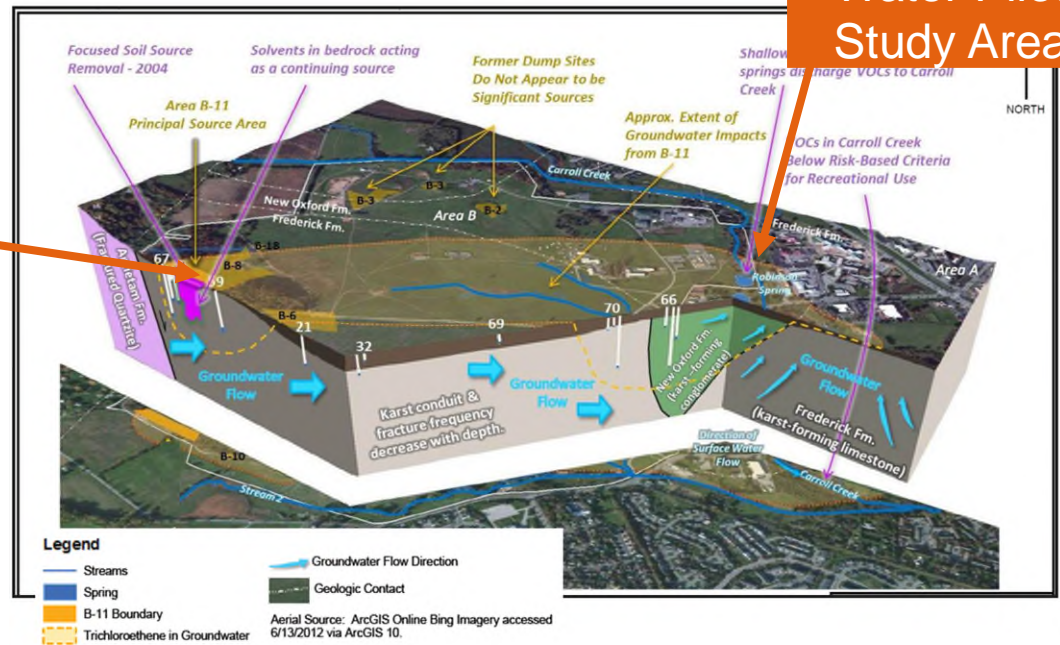 Study Area
Focused Soil Source
Removal - 2004
Solvents in bedrock acting
as a continuing source
Area B-11
Principal Source Area
Former Dump Sites
Do Not Appear to be
Significant Sources
Approx. Extent of
Groundwater Impacts
from B-11
Shallow
springs discharge VOCs to Carroll
Creek
NORTH
VOCs in Carroll Creek
Below Risk-Based Criteria
for Recreational Use
Carroll Creek
B-3
B-3
B-2
New Oxford Fm.
Frederick Fm.
Area B
Frederick Fm.
Area A
B-18
B-8
Robinson
Spring
67
Antietam Fm.
(Fractured Quartzite)
B-6
21
32
69
70
66
Groundwater
Flow
Karst conduit &
fracture frequency
decrease with depth.
Groundwater
Flow
New Oxford Fm.
(karst-forming
conglomerate)
Groundwater
Flow
Frederick Fm.
(karst-forming limestone)
Direction of
Surface Water
Flow
Carroll Creek
B-10
Stream 2
Legend
Streams
Spring
B-11 Boundary
Trichloroethene in Groundwater
Groundwater Flow Direction
Geologic Contact
Aerial Source: ArcGIS Online Bing Imagery accessed
6/13/2012 via ArcGIS 10.